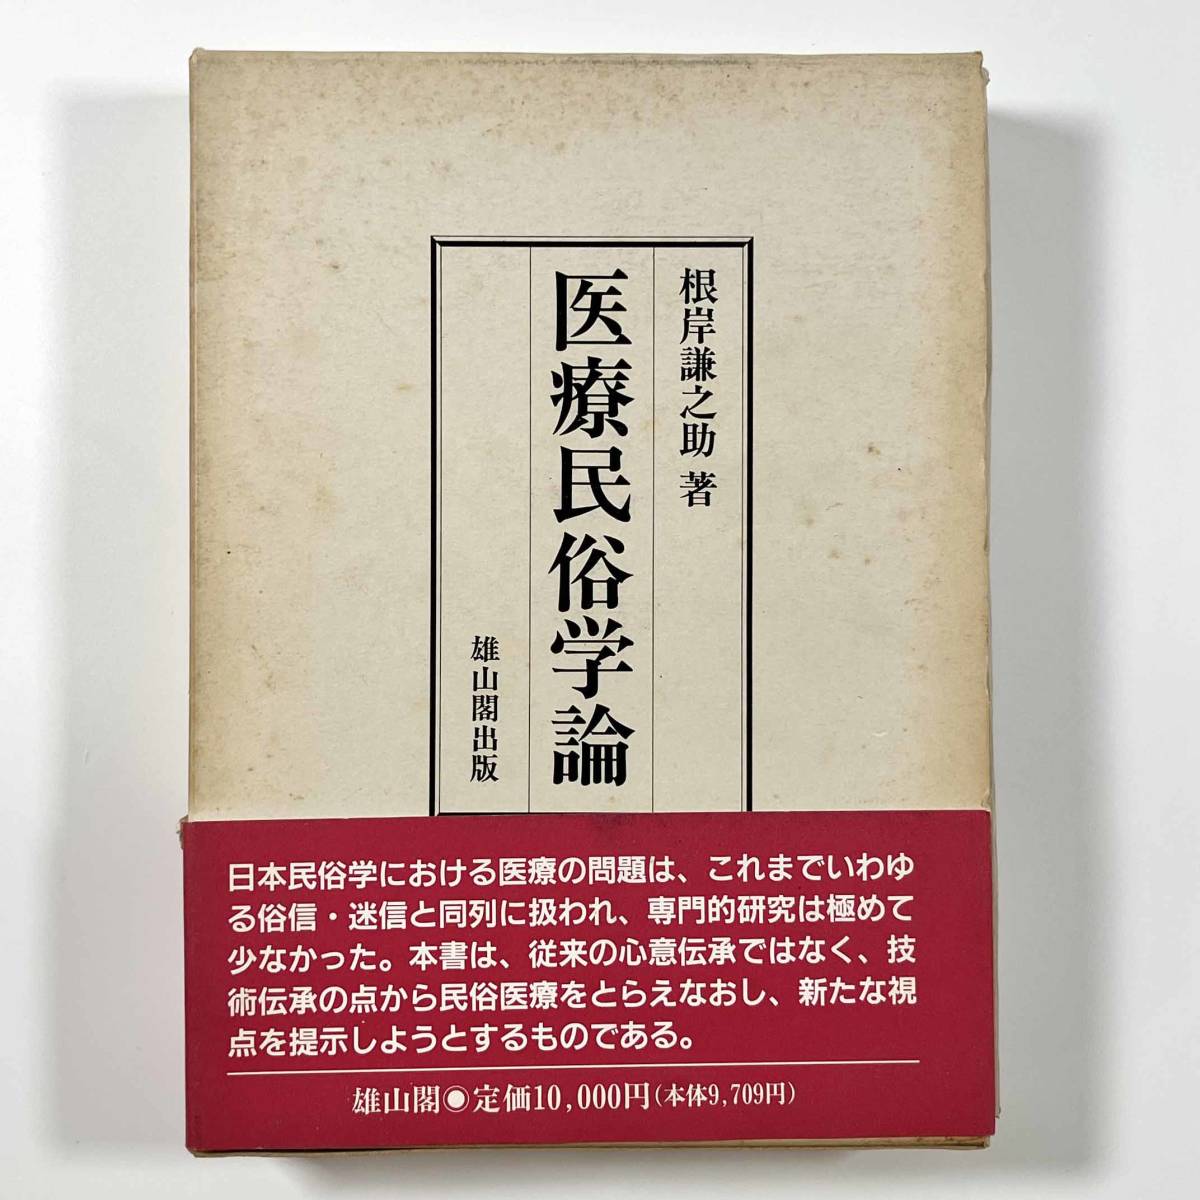 根岸謙之助 著
医療民俗学論
雄山閣出版
日本民俗学における医療の問題は、これまでいわゆ
る俗信・迷信と同列に扱われ、専門的研究は極めて
少なかった。本書は、従来の心意伝承ではなく、技
術伝承の点から民俗医療をとらえなおし、新たな視
点を提示しようとするものである。
雄山閣◉定価10,000円(本体9,709円)